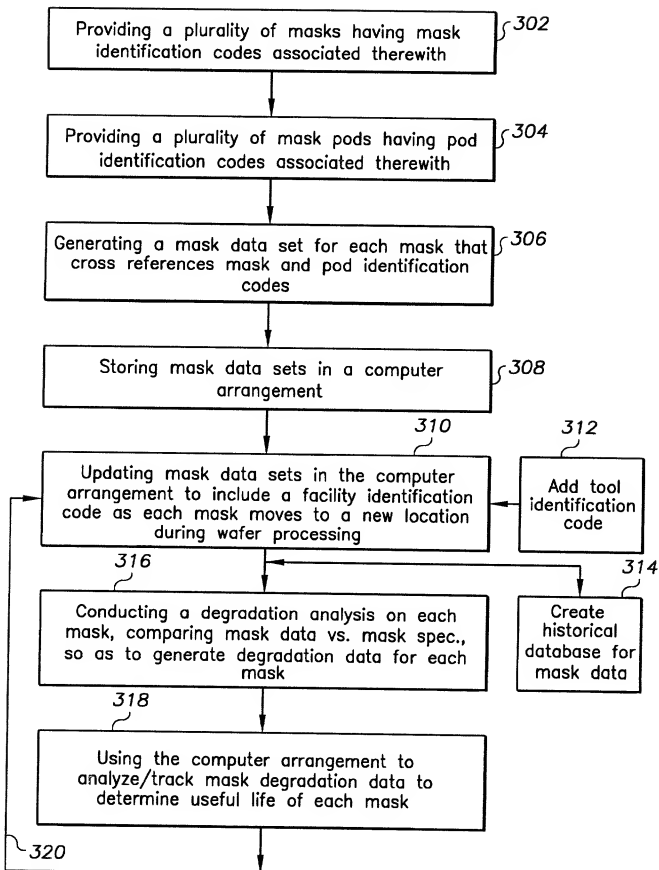 Providing a plurality of masks having mask
identification codes associated therewith
302
Providing a plurality of mask pods having pod
identification codes associated therewith
304
Generating a mask data set for each mask that
cross references mask and pod identification
codes
306
Storing mask data sets in a computer
arrangement
308
310
Updating mask data sets in the computer
arrangement to include a facility identification
code as each mask moves to a new location
during wafer processing
312
Add tool
identification
code
316
Conducting a degradation analysis on each
mask, comparing mask data vs. mask spec.,
so as to generate degradation data for each
mask
314
Create
historical
database for
mask data
318
Using the computer arrangement to
analyze/track mask degradation data to
determine useful life of each mask
320